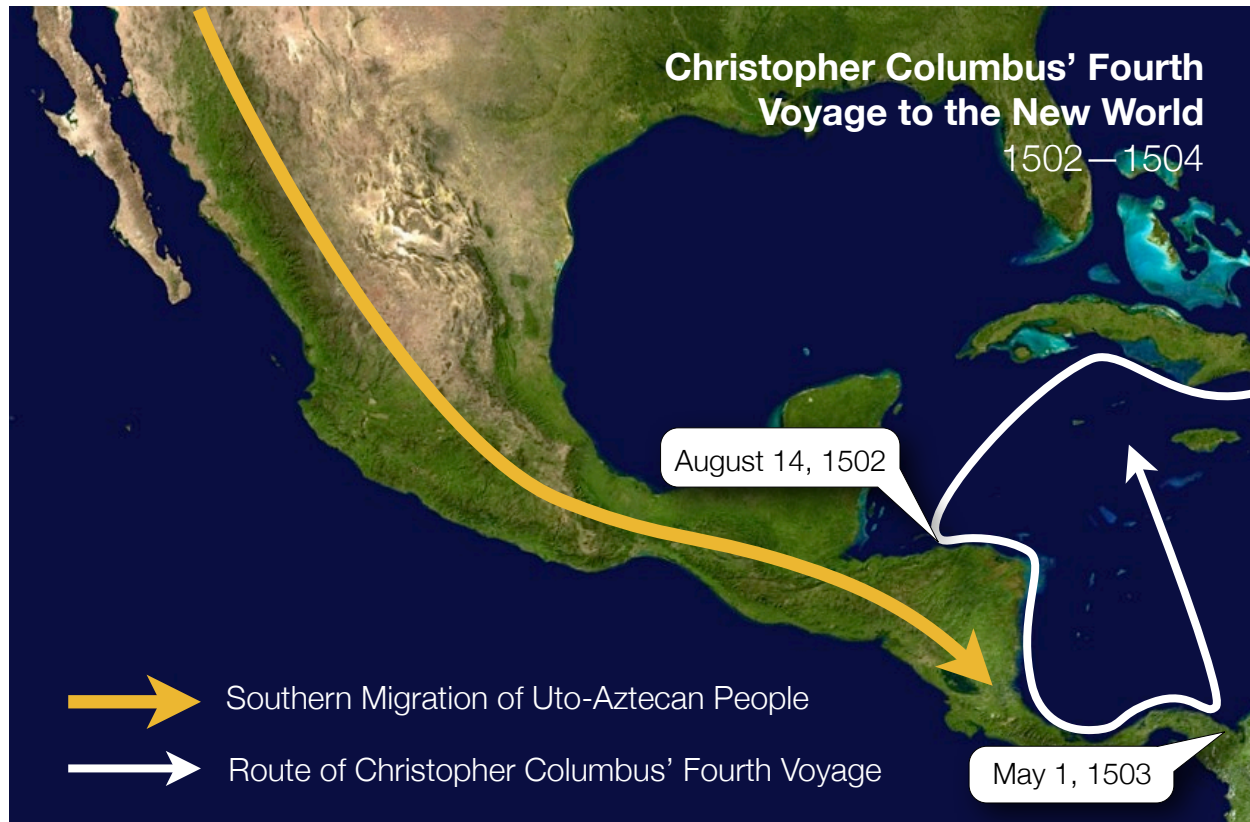 Christopher Columbus’ Fourth
Voyage to the New World
1502—1504
August 14, 1502
Southern Migration of Uto-Aztecan People
Route of Christopher Columbus’ Fourth Voyage
May 1, 1503